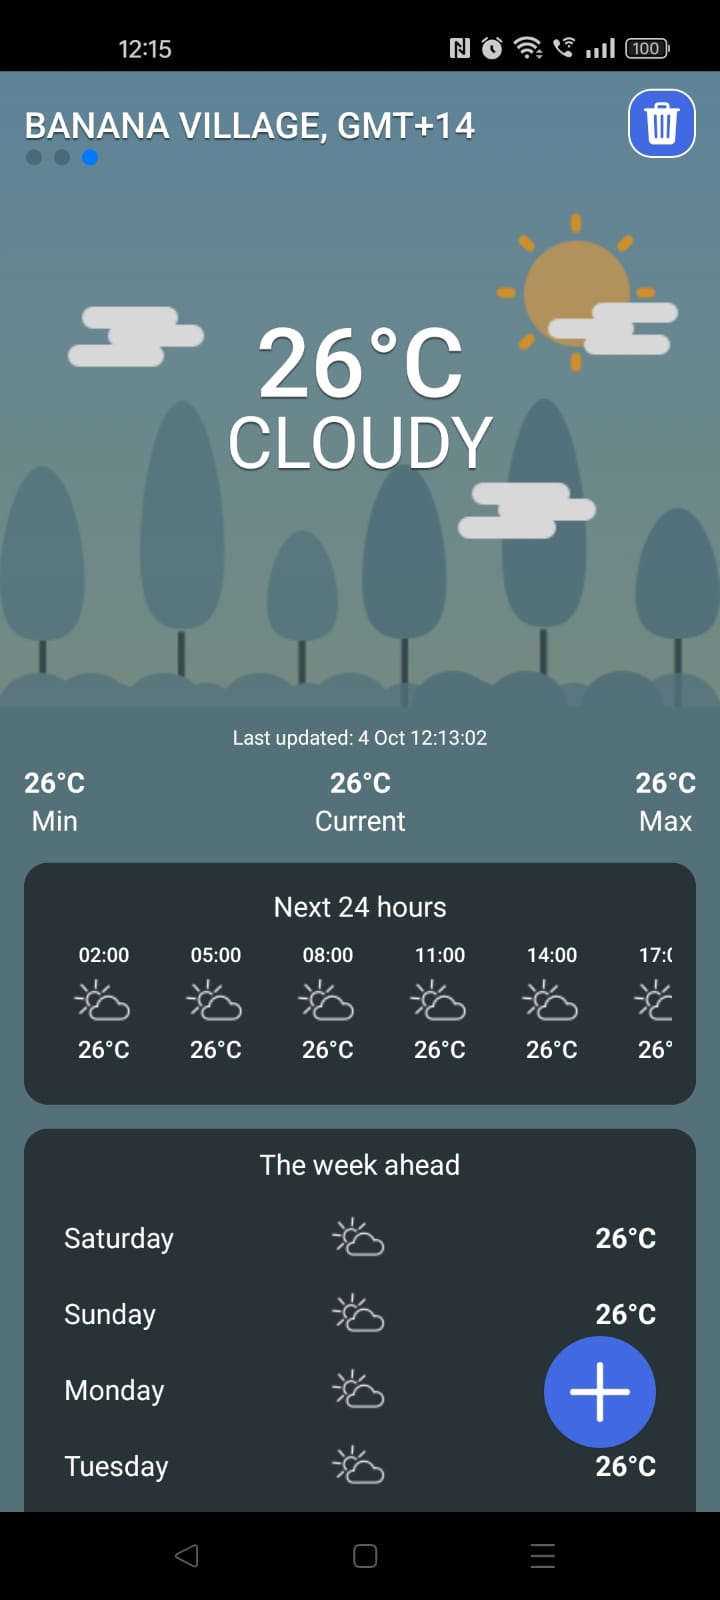 12:15 100
BANANA VILLAGE, GMT+14
26°C
CLOUDY
Last updated: 4 Oct 12:13:02
26°C 26°C 26°C
Min Current Max
Next 24 hours
02:00 05:00 08:00 11:00 14:00 17:0
26°C 26°C 26°C 26°C 26°C 26°
The week ahead
Saturday 26°C
Sunday 26°C
Monday
Tuesday 26°C